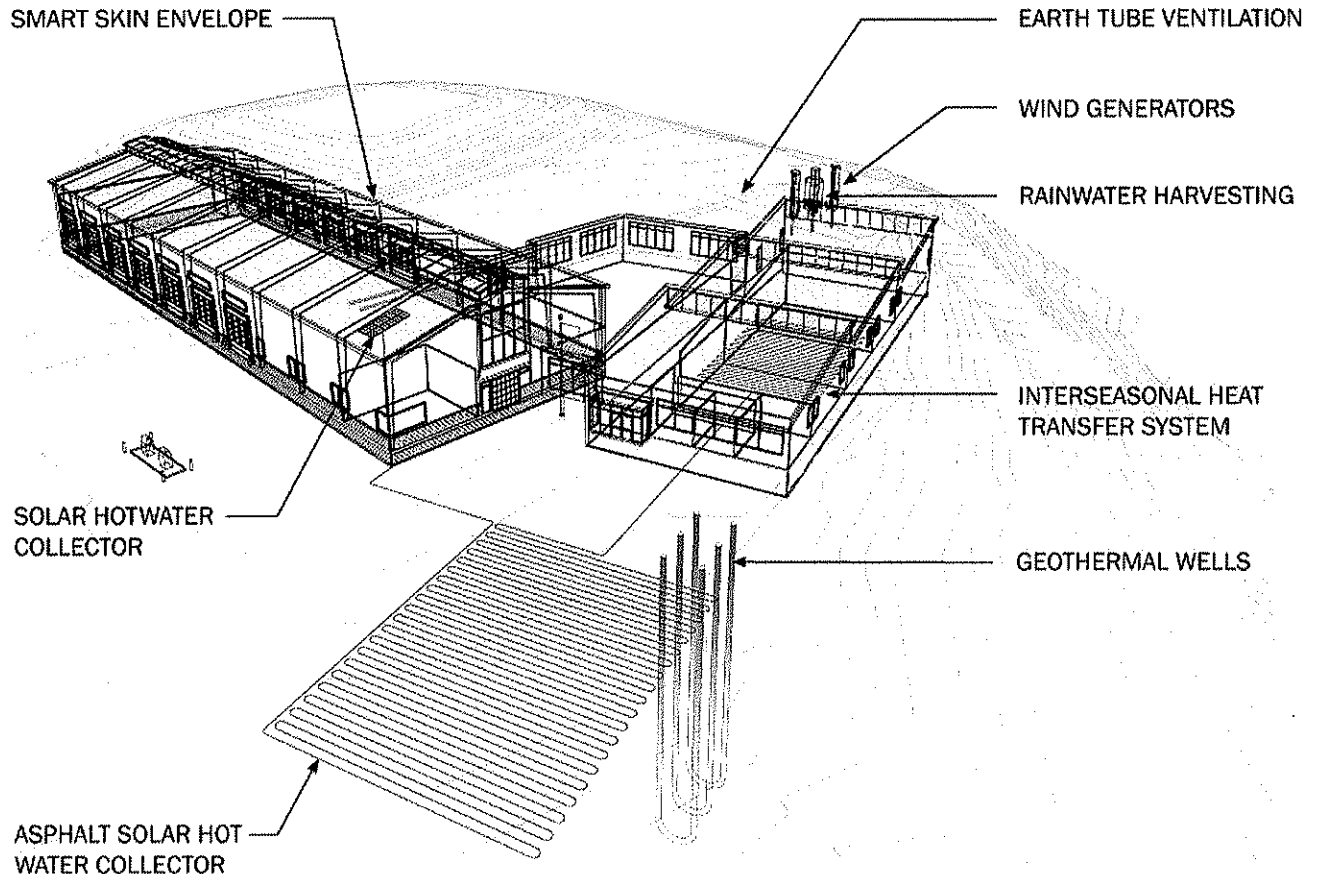 SMART SKIN ENVELOPE
EARTH TUBE VENTILATION
WIND GENERATORS
RAINWATER HARVESTING
INTERSEASONAL HEAT
TRANSFER SYSTEM
SOLAR HOTWATER
COLLECTOR
GEOTHERMAL WELLS
ASPHALT SOLAR HOT
WATER COLLECTOR